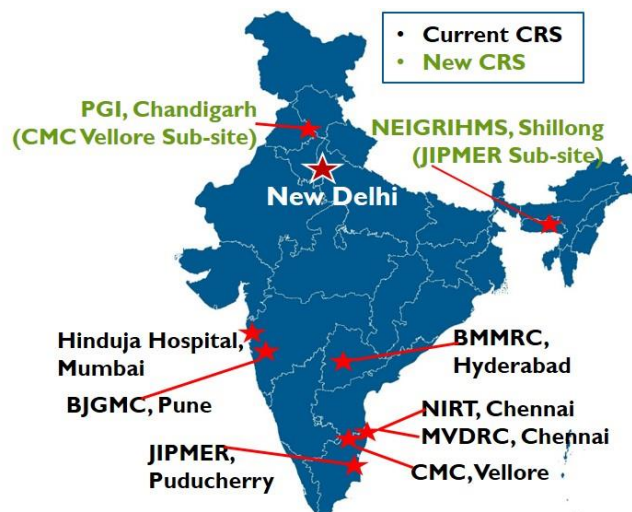 • Current CRS
• New CRS
PGI, Chandigarh
(CMC Vellore Sub-site)
NEIGRIHMS, Shillong
(JIPMER Sub-site)
New Delhi
Hinduja Hospital,
Mumbai
BJGMC, Pune
BMMRC,
Hyderabad
NIRT, Chennai
MVDRC, Chennai
JIPMER,
Puducherry
CMC, Vellore